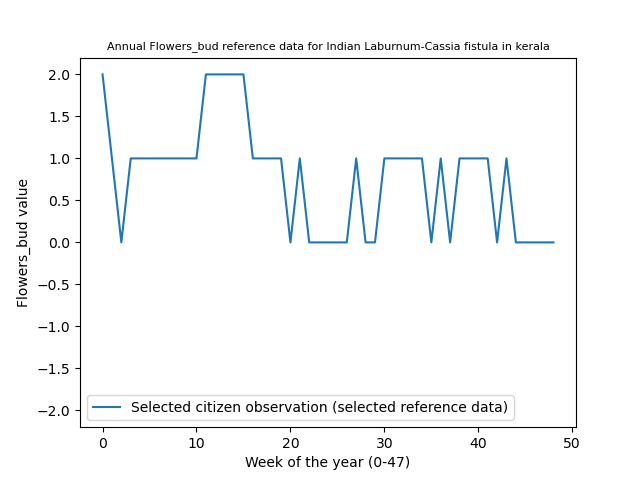 Annual Flowers_bud reference data for Indian Laburnum-Cassia fistula in kerala
2.0
1.5
1.0
0.5
0.0
−0.5
−1.0
−1.5
−2.0
Flowers_bud value
Selected citizen observation (selected reference data)
0 10 20 30 40 50
Week of the year (0-47)